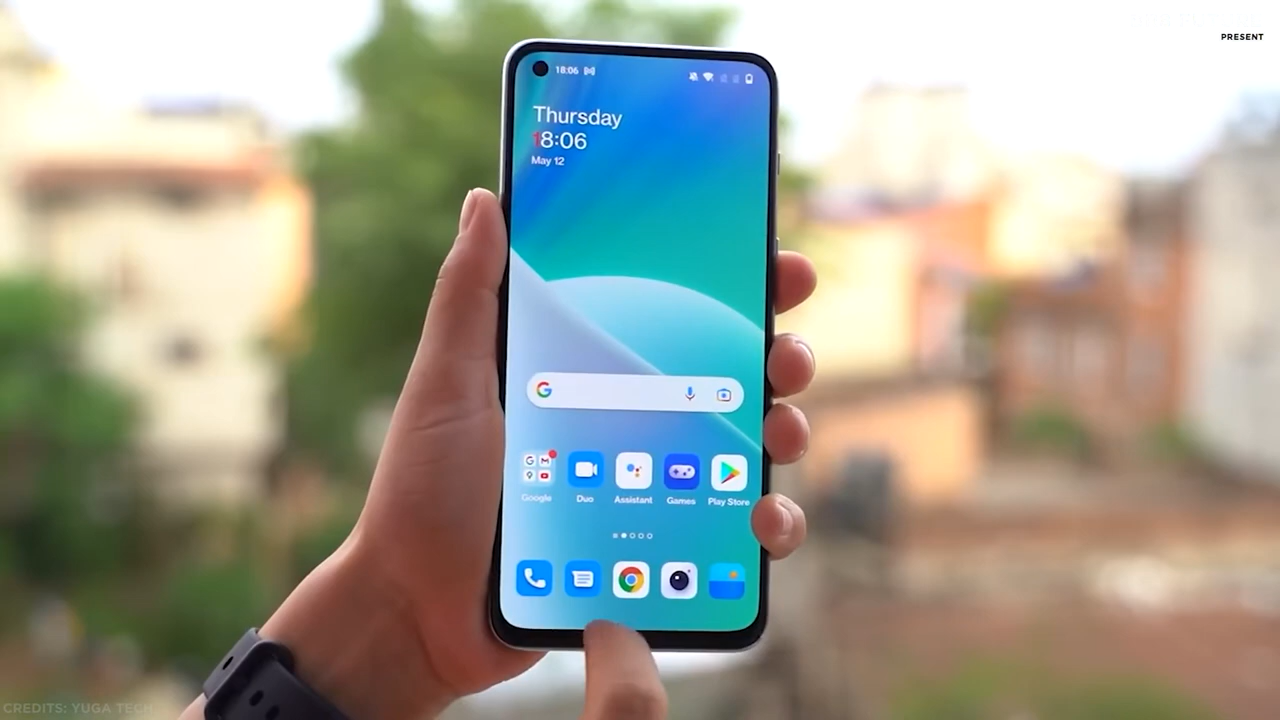 PRESENT
18:06
Thursday
18:06
May 12
G
G M
Google
Duo
Assistant
Games
Play Store
CREDITS: YUGA TECH